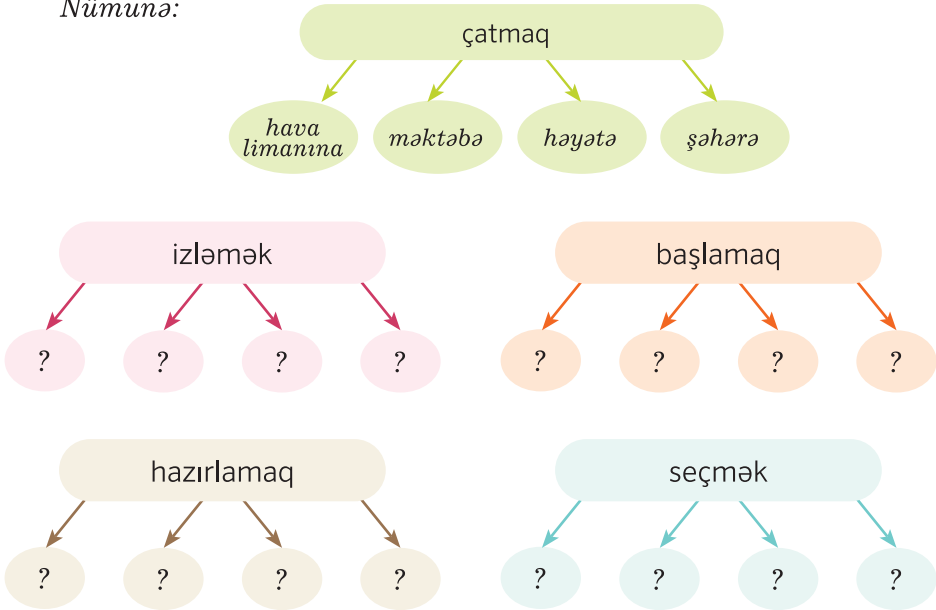 Nümunə:
çatmaq
hava
limanına
məktəbə
həyətə
şəhərə
izləmək
başlamaq
? ? ? ?
? ? ? ?
hazırlamaq
seçmək
? ? ? ?
? ? ? ?